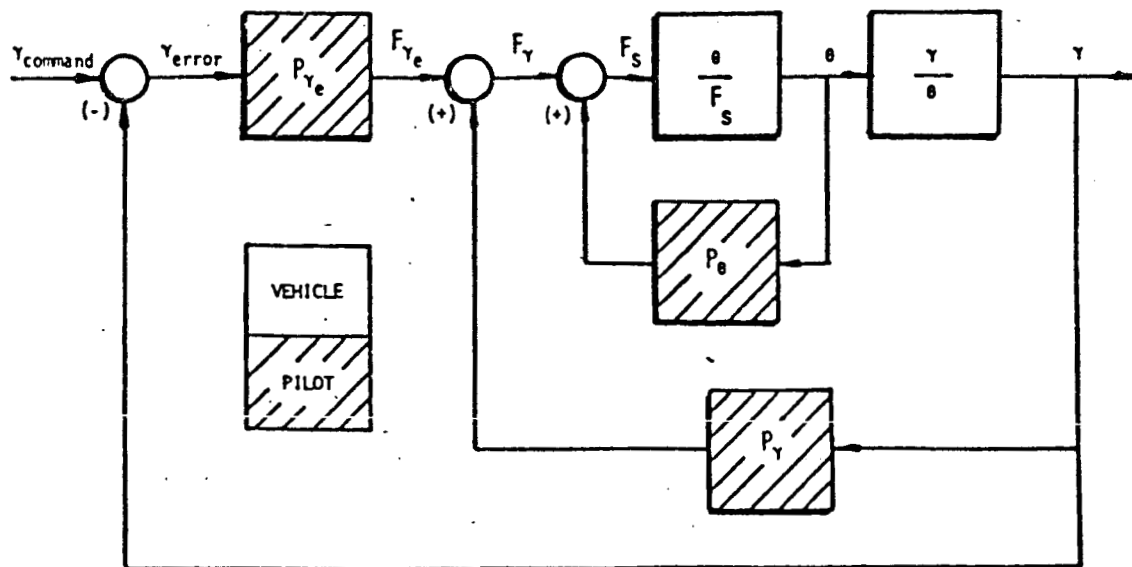 γcommand
(-)
γerror
Pγe
Fγe
(+)
Fγ
(+)
Fs
θ
Fs
θ
γ
θ
γ
Pθ
VEHICLE
PILOT
Pγ